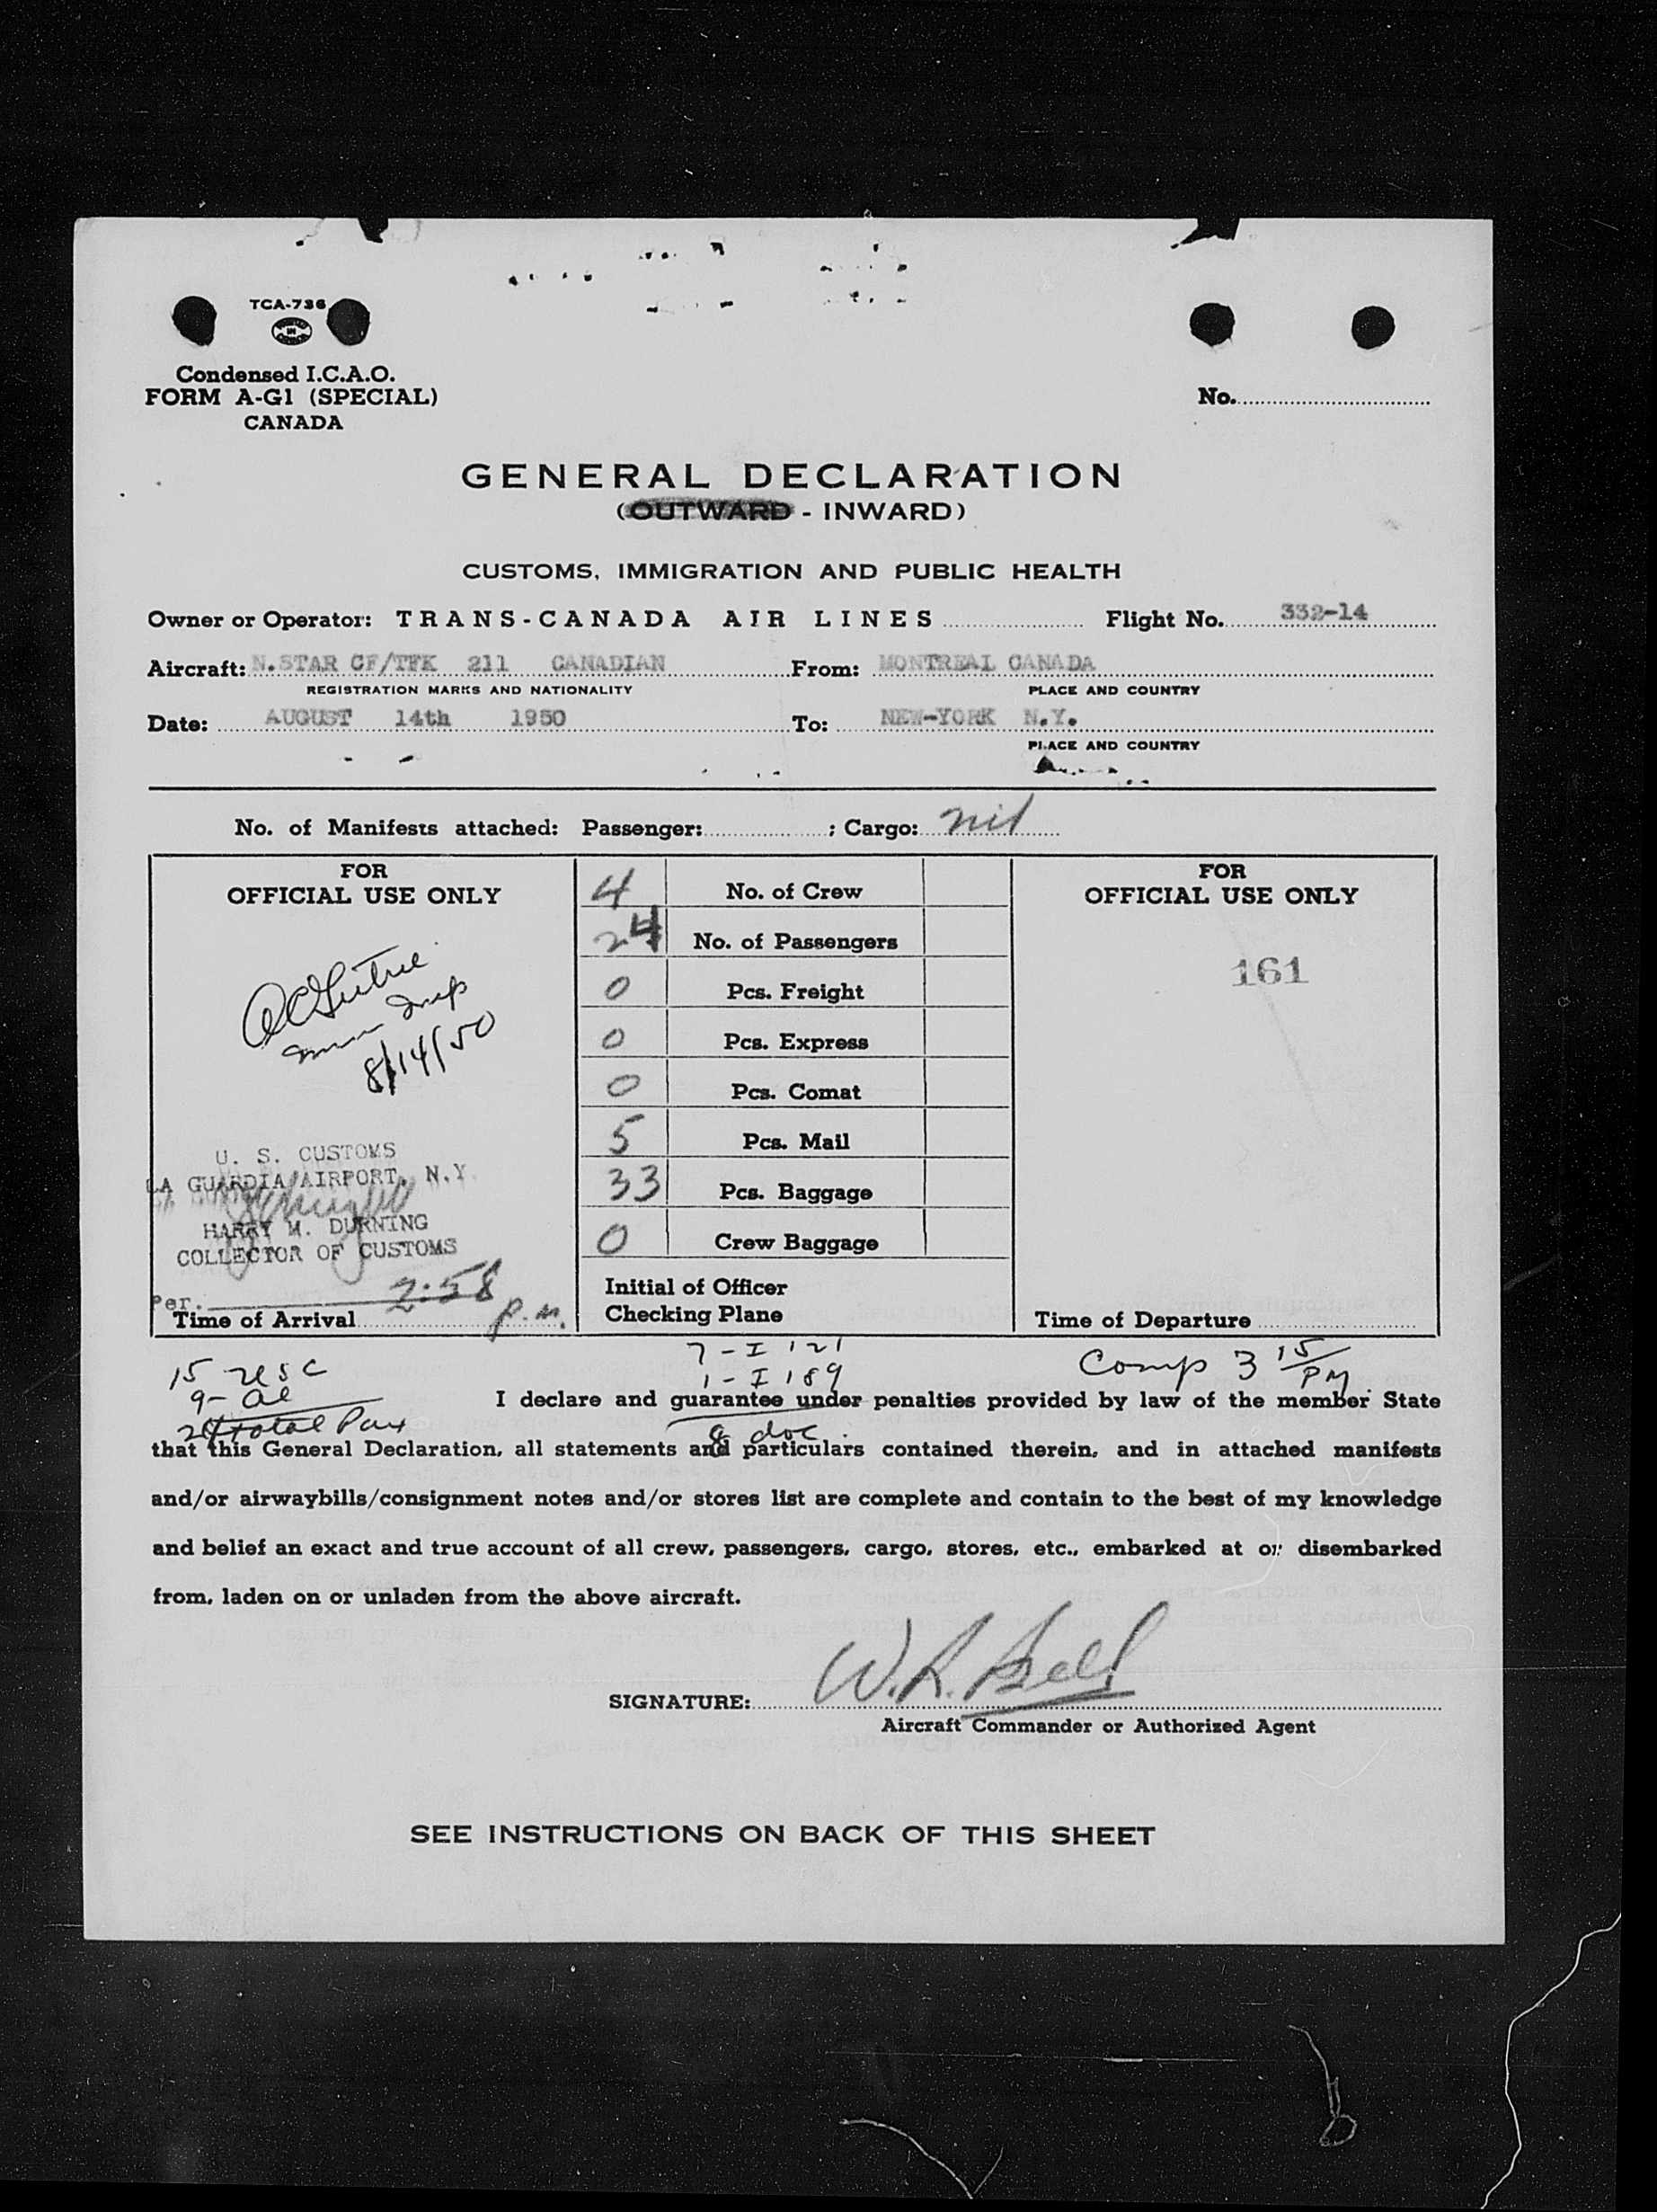 TCA-736
Condensed I.C.A.O.
FORM A-G1 (SPECIAL)
CANADA
No.
GENERAL DECLARATION
(OUTWARD - INWARD)
CUSTOMS, IMMIGRATION AND PUBLIC HEALTH
Owner or Operator: TRANS-CANADA AIR LINES Flight No. 332-14
Aircraft: N.STAR CF/TFK 211 CANADIAN From: MONTREAL CANADA
REGISTRATION MARKS AND NATIONALITY PLACE AND COUNTRY
Date: AUGUST 14th 1950 To: NEW-YORK N.Y.
PLACE AND COUNTRY
No. of Manifests attached: Passenger: ; Cargo: nil
FOR
OFFICIAL USE ONLY
8/14/50
U. S. CUSTOMS
LA GUARDIA AIRPORT, N.Y.
HARRY M. DURNING
COLLECTOR OF CUSTOMS
Per.
Time of Arrival 2:58 p.m.
4 No. of Crew
24 No. of Passengers
0 Pcs. Freight
0 Pcs. Express
0 Pcs. Comat
5 Pcs. Mail
33 Pcs. Baggage
0 Crew Baggage
Initial of Officer
Checking Plane
FOR
OFFICIAL USE ONLY
161
Time of Departure
15 USC
9- al
24 total Pax
7 - I 121
1 - I 189
8 doc.
Comp 3 15 PM
I declare and guarantee under penalties provided by law of the member State
that this General Declaration, all statements and particulars contained therein, and in attached manifests
and/or airwaybills/consignment notes and/or stores list are complete and contain to the best of my knowledge
and belief an exact and true account of all crew, passengers, cargo, stores, etc., embarked at or disembarked
from, laden on or unladen from the above aircraft.
SIGNATURE: W.R. Bell
Aircraft Commander or Authorized Agent
SEE INSTRUCTIONS ON BACK OF THIS SHEET